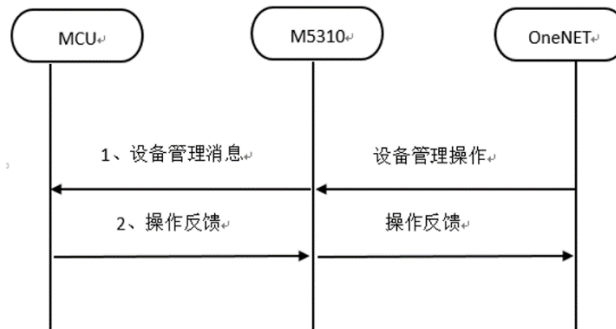 MCU
M5310
OneNET
1、设备管理消息
设备管理操作
2、操作反馈
操作反馈